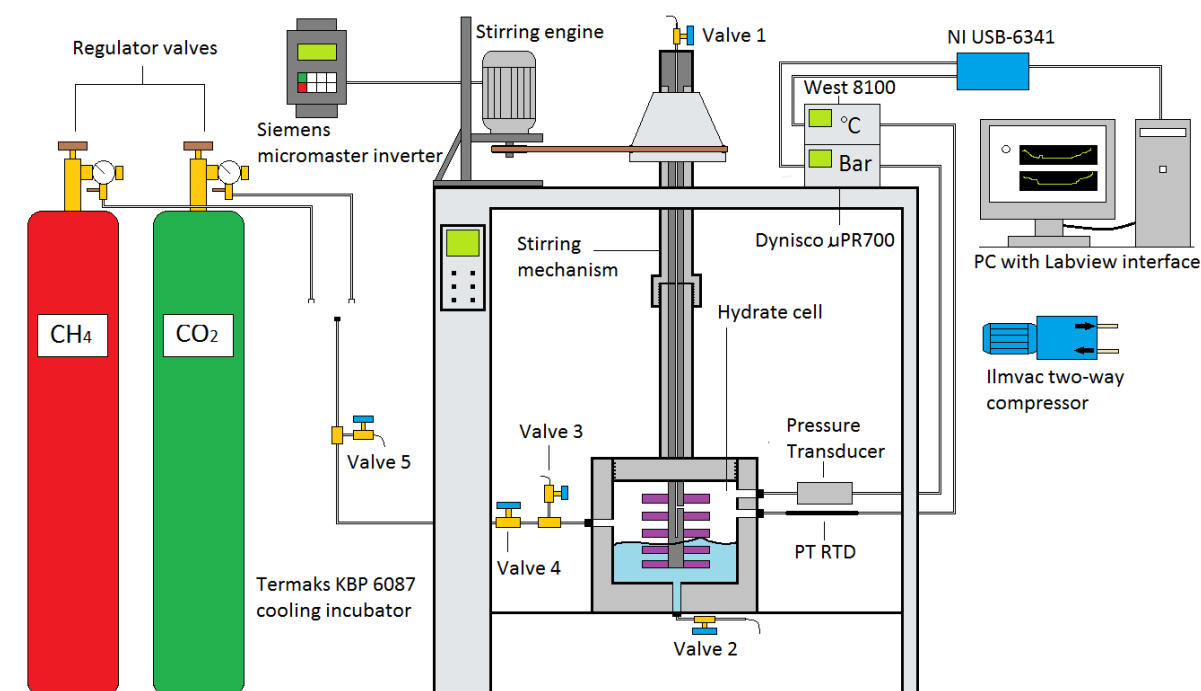 Regulator valves
Stirring engine
Valve 1
NI USB-6341
West 8100
°C
Bar
Siemens
micromaster inverter
Dynisco µPR700
PC with Labview interface
Stirring
mechanism
Hydrate cell
CH4
CO2
Ilmvac two-way
compressor
Valve 3
Pressure
Transducer
Valve 5
Valve 4
PT RTD
Termaks KBP 6087
cooling incubator
Valve 2